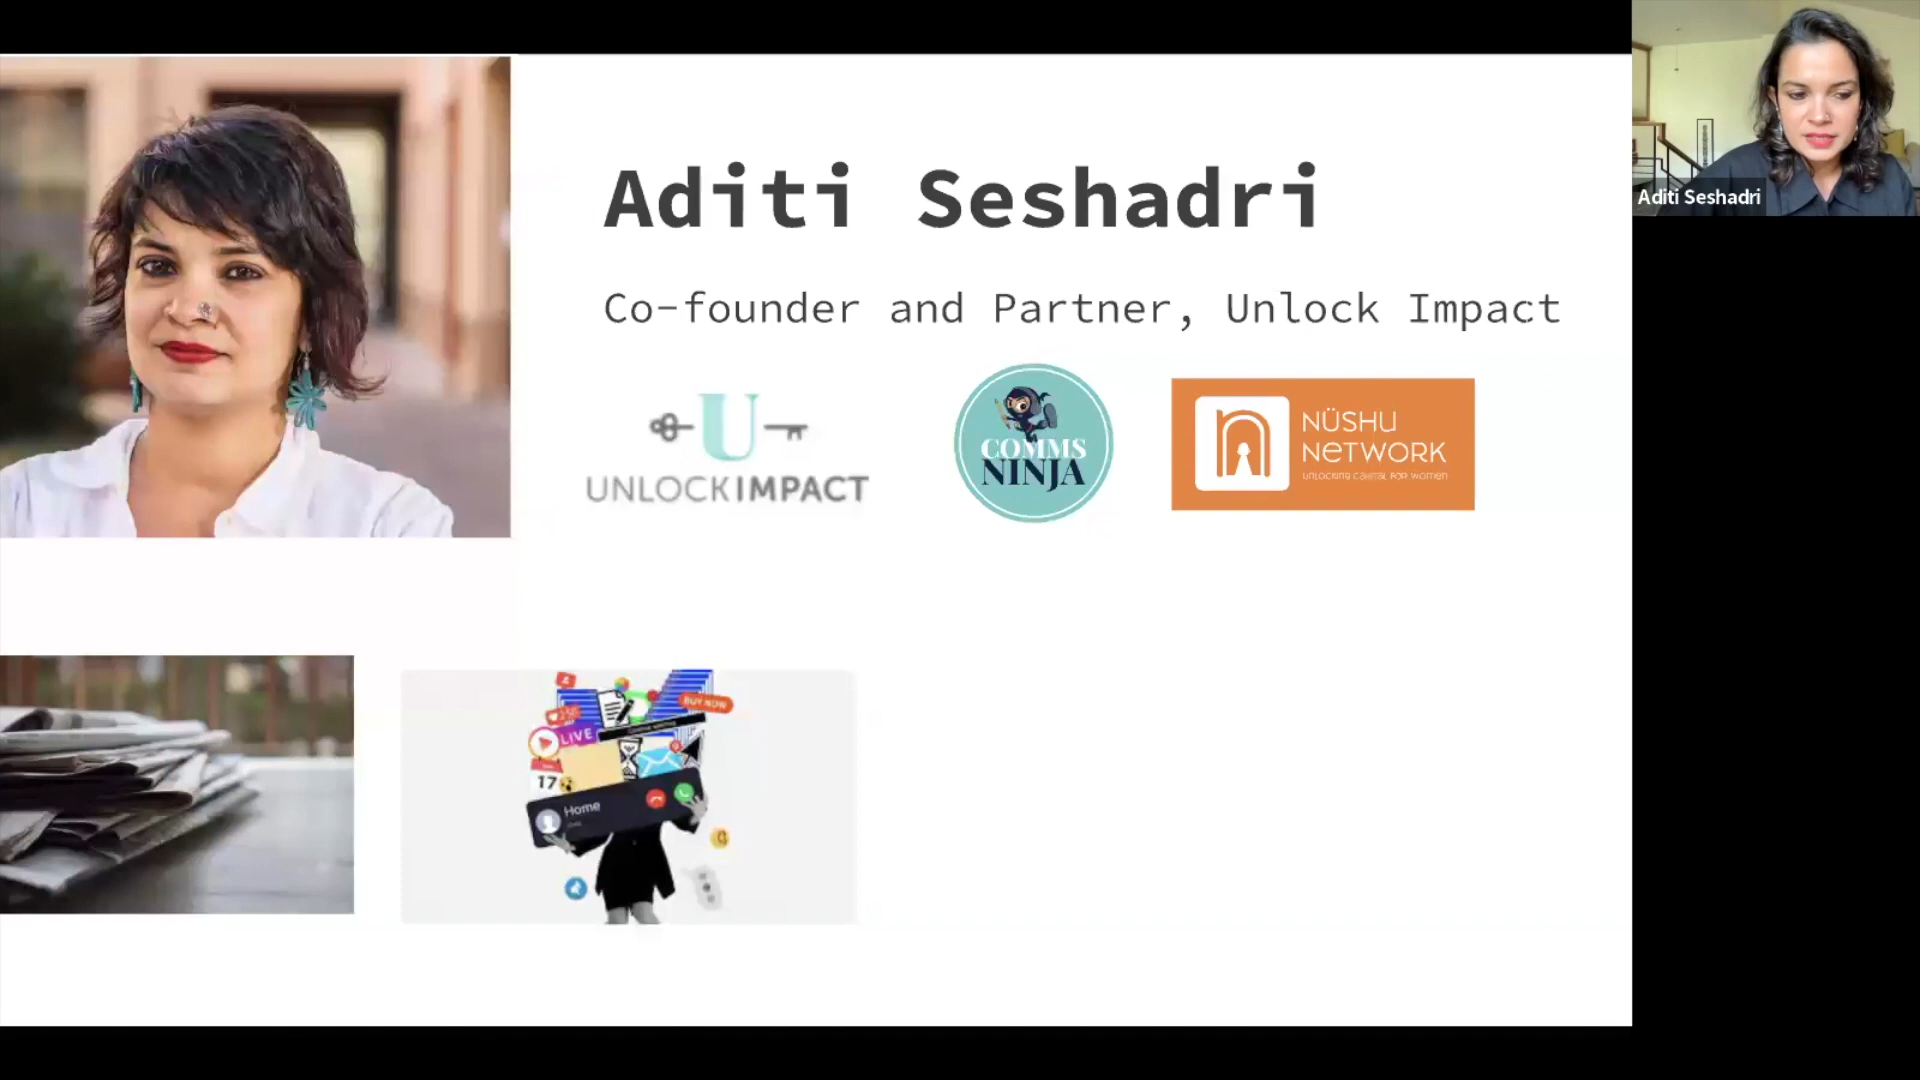 Aditi Seshadri
Co-founder and Partner, Unlock Impact
UNLOCKIMPACT
COMMS
NINJA
NÜSHU
NETWORK
UNLOCKING CAPITAL FOR WOMEN
Aditi Seshadri
BUY NOW
LIVE
17
Home